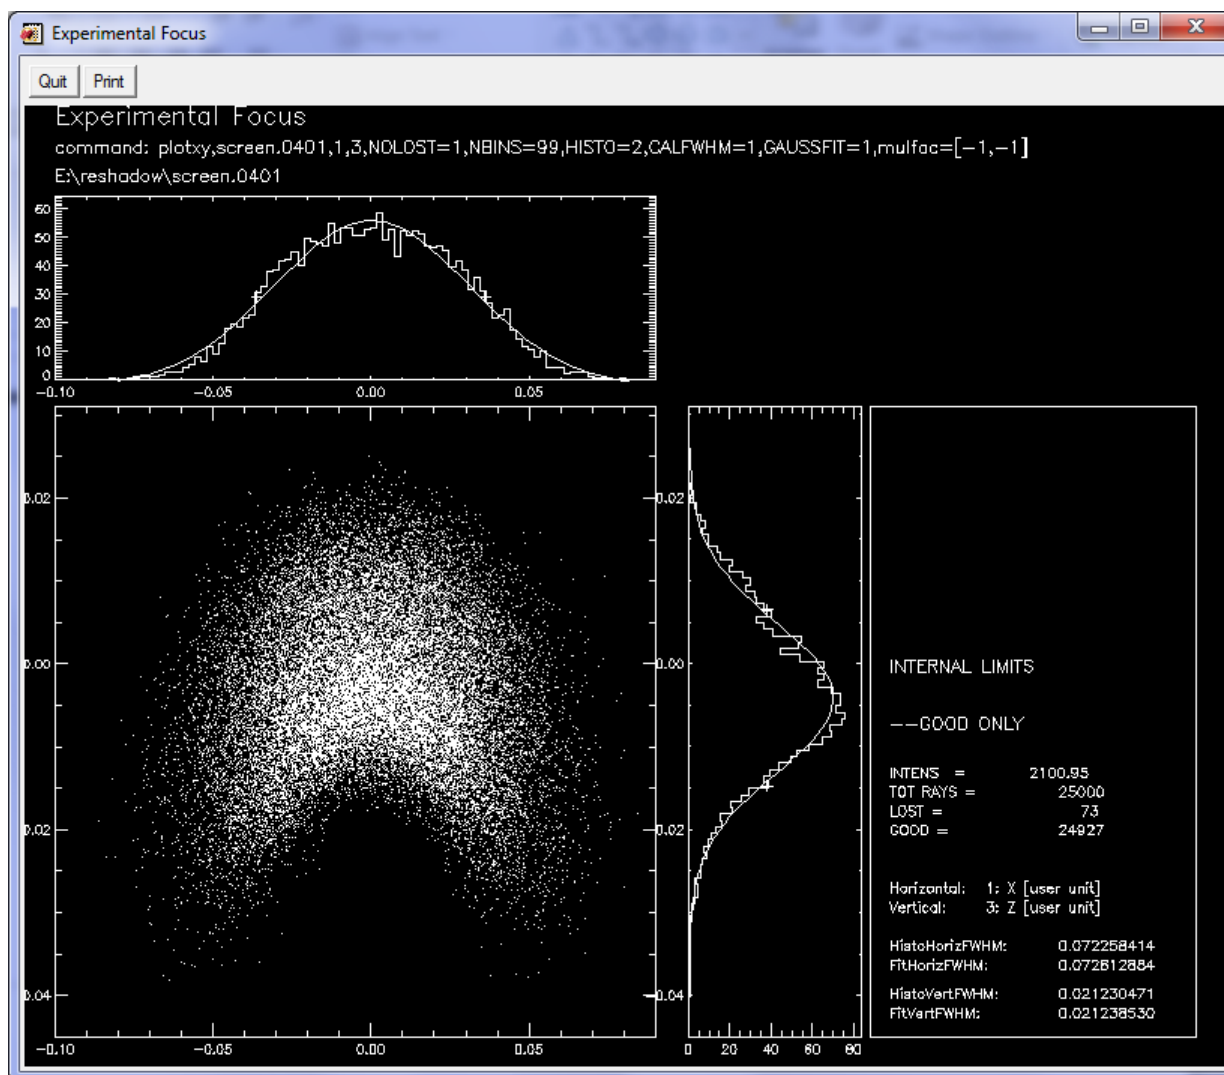 Experimental Focus
Quit Print
Experimental Focus
command: plotxy,screen.0401,1,3,NOLOST=1,NBINS=99,HISTO=2,CALFWHM=1,GAUSSFIT=1,mulfac=[-1,-1]
E:\reshadow\screen.0401
60
50
40
30
20
10
0
-0.10 -0.05 0.00 0.05
0.02 0.02
0.00 0.00
0.02 0.02
0.04 0.04
-0.10 -0.05 0.00 0.05
0 20 40 60 80
INTERNAL LIMITS
--GOOD ONLY
INTENS = 2100.95
TOT RAYS = 25000
LOST = 73
GOOD = 24927
Horizontal: 1: X [user unit]
Vertical: 3: Z [user unit]
HistoHorizFWHM: 0.072258414
FitHorizFWHM: 0.072612884
HistoVertFWHM: 0.021230471
FitVertFWHM: 0.021238530